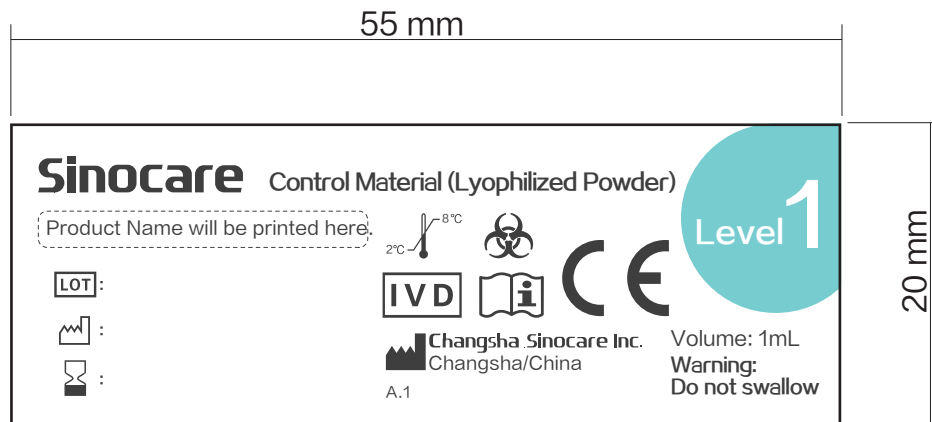 55 mm
20 mm
Sinocare Control Material (Lyophilized Powder)
Level 1
Product Name will be printed here.
2℃ 8℃
LOT:
:
:
IVD
i
CE
Changsha Sinocare Inc.
Changsha/China
A.1
Volume: 1mL
Warning:
Do not swallow